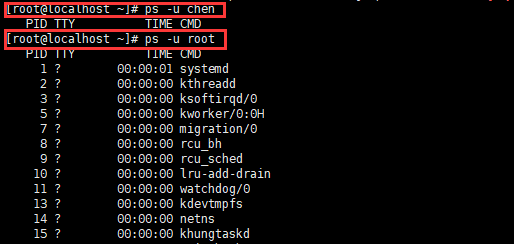 [root@localhost ~]# ps -u chen
PID TTY TIME CMD
[root@localhost ~]# ps -u root
PID TTY TIME CMD
1 ? 00:00:01 systemd
2 ? 00:00:00 kthreadd
3 ? 00:00:00 ksoftirqd/0
5 ? 00:00:00 kworker/0:0H
7 ? 00:00:00 migration/0
8 ? 00:00:00 rcu_bh
9 ? 00:00:00 rcu_sched
10 ? 00:00:00 lru-add-drain
11 ? 00:00:00 watchdog/0
13 ? 00:00:00 kdevtmpfs
14 ? 00:00:00 netns
15 ? 00:00:00 khungtaskd